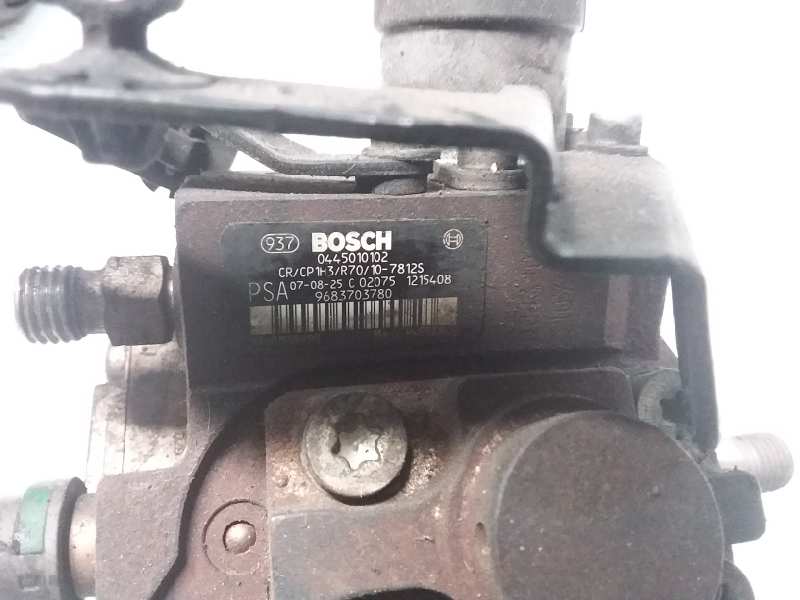 937 BOSCH
0445010102
CR/CP1H3/R70/10-7812S
PSA 07-08-25 C 02075 1215408
9683703780